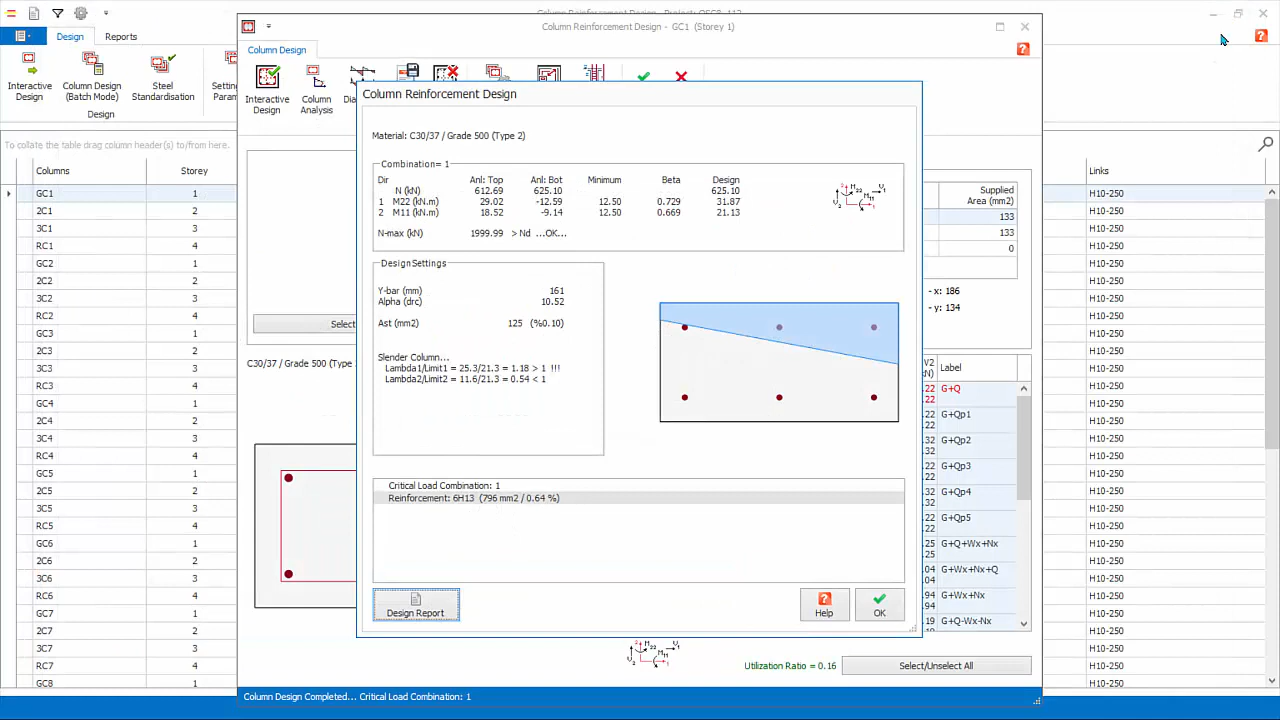 Column Reinforcement Design - GC1 (Storey 1)
Design
Reports
Column Design
Interactive
Design
Column Design
(Batch Mode)
Steel
Standardisation
Design
Interactive
Design
Column
Analysis
To collate the table drag column header(s) to/from here.
Columns
Storey
Links
GC1 1 H10-250
2C1 2 H10-250
3C1 3 H10-250
RC1 4 H10-250
GC2 1 H10-250
2C2 2 H10-250
3C2 3 H10-250
RC2 4 H10-250
GC3 1 H10-250
2C3 2 H10-250
3C3 3 H10-250
RC3 4 H10-250
GC4 1 H10-250
2C4 2 H10-250
3C4 3 H10-250
RC4 4 H10-250
GC5 1 H10-250
2C5 2 H10-250
3C5 3 H10-250
RC5 4 H10-250
GC6 1 H10-250
2C6 2 H10-250
3C6 3 H10-250
RC6 4 H10-250
GC7 1 H10-250
2C7 2 H10-250
3C7 3 H10-250
RC7 4 H10-250
GC8 1 H10-250
Select
C30/37 / Grade 500 (Type
Column Reinforcement Design
Material: C30/37 / Grade 500 (Type 2)
Combination= 1
Dir Anl: Top Anl: Bot Minimum Beta Design
N (kN) 612.69 625.10 625.10
1 M22 (kN.m) 29.02 -12.59 12.50 0.729 31.87
2 M11 (kN.m) 18.52 -9.14 12.50 0.669 21.13
N-max (kN) 1999.99 > Nd ...OK...
Design Settings
Y-bar (mm) 161
Alpha (drc) 10.52
Ast (mm2) 125 (%0.10)
Slender Column...
Lambda1/Limit1 = 25.3/21.3 = 1.18 > 1 !!!
Lambda2/Limit2 = 11.6/21.3 = 0.54 < 1
Critical Load Combination: 1
Reinforcement: 6H13 (796 mm2 / 0.64 %)
Design Report
Help
OK
Supplied
Area (mm2)
133
133
0
- x: 186
- y: 134
Label
G+Q
G+Qp1
G+Qp2
G+Qp3
G+Qp4
G+Qp5
G+Q+Wx+Nx
G+Wx+Nx+Q
G+Wx+Nx
G+Q-Wx-Nx
Utilization Ratio = 0.16
Select/Unselect All
Column Design Completed... Critical Load Combination: 1